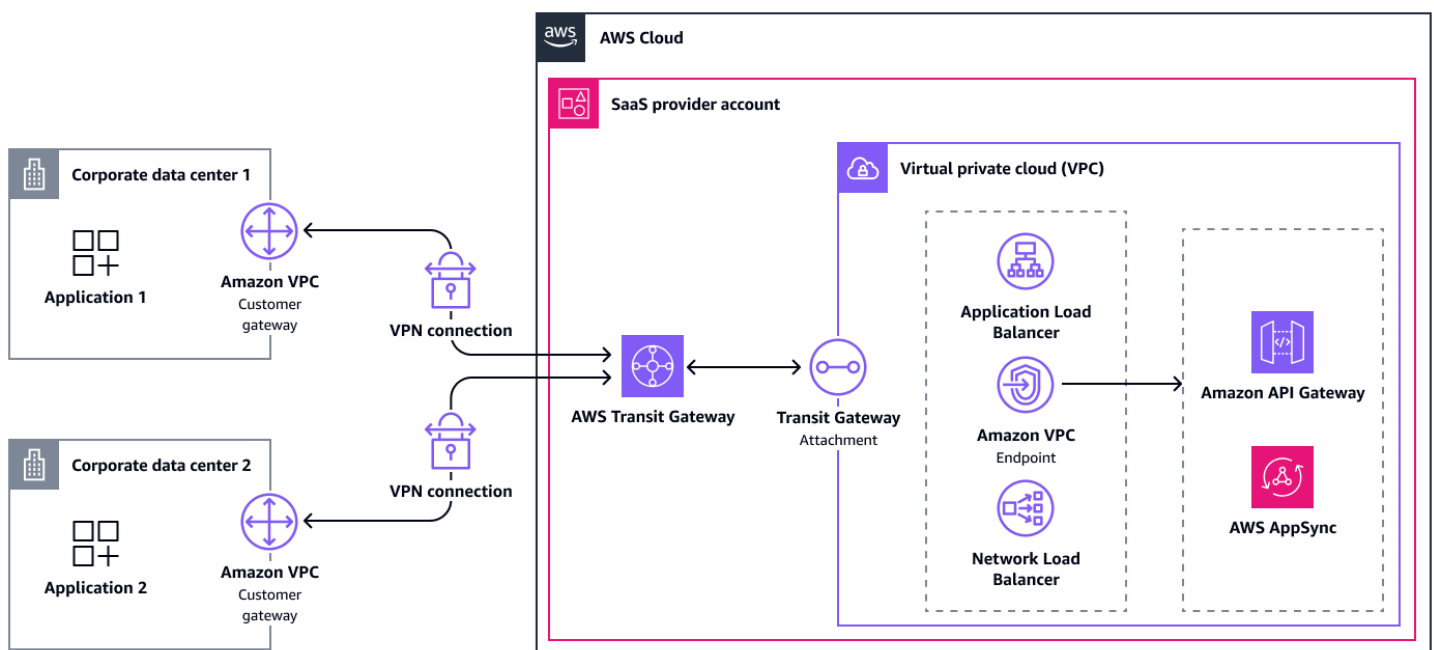 aws
AWS Cloud
SaaS provider account
Corporate data center 1
Application 1
Amazon VPC
Customer
gateway
VPN connection
Virtual private cloud (VPC)
Application Load
Balancer
Amazon VPC
Endpoint
Network Load
Balancer
Amazon API Gateway
AWS AppSync
AWS Transit Gateway
Transit Gateway
Attachment
Corporate data center 2
Application 2
Amazon VPC
Customer
gateway
VPN connection